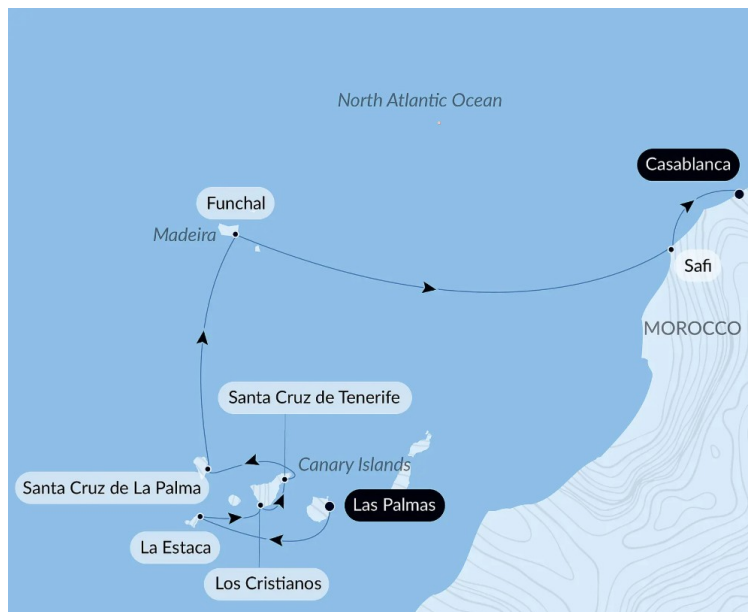 North Atlantic Ocean
Casablanca
Funchal
Madeira
Safi
MOROCCO
Santa Cruz de Tenerife
Canary Islands
Santa Cruz de La Palma
Las Palmas
La Estaca
Los Cristianos